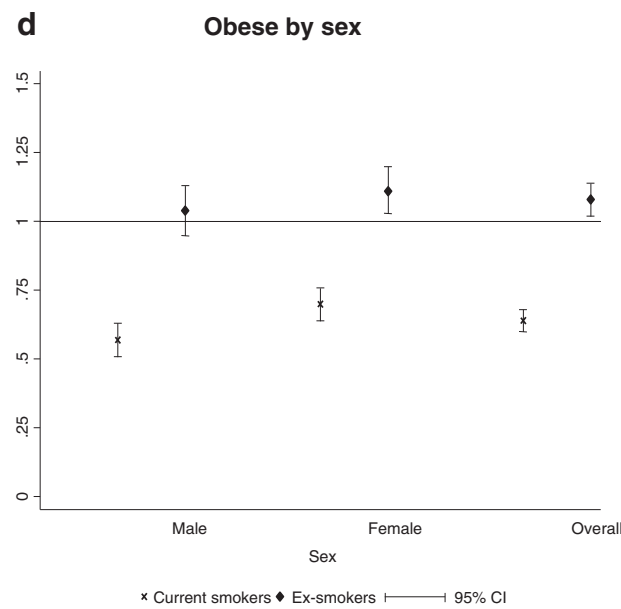 d
Obese by sex
1.5
1.25
1
.75
.5
.25
0
Male Female Overall
Sex
× Current smokers ♦ Ex-smokers 95% CI